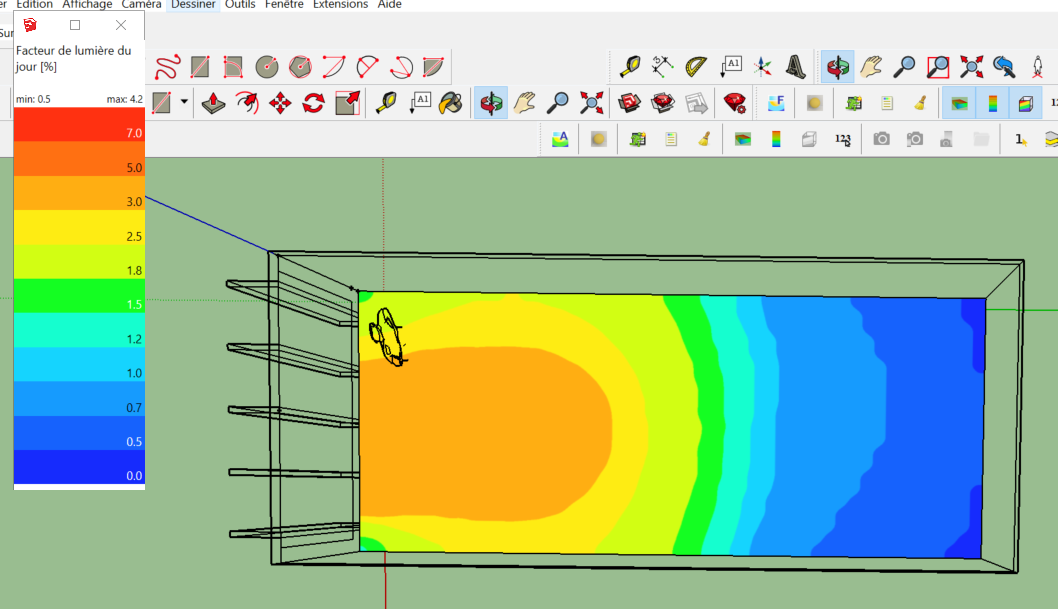 er Edition Affichage Caméra Dessiner Outils Fenêtre Extensions Aide
Sur
Facteur de lumière du
jour [%]
min: 0.5 max: 4.2
7.0
5.0
3.0
2.5
1.8
1.5
1.2
1.0
0.7
0.5
0.0
A1
A1
F
A
123
1